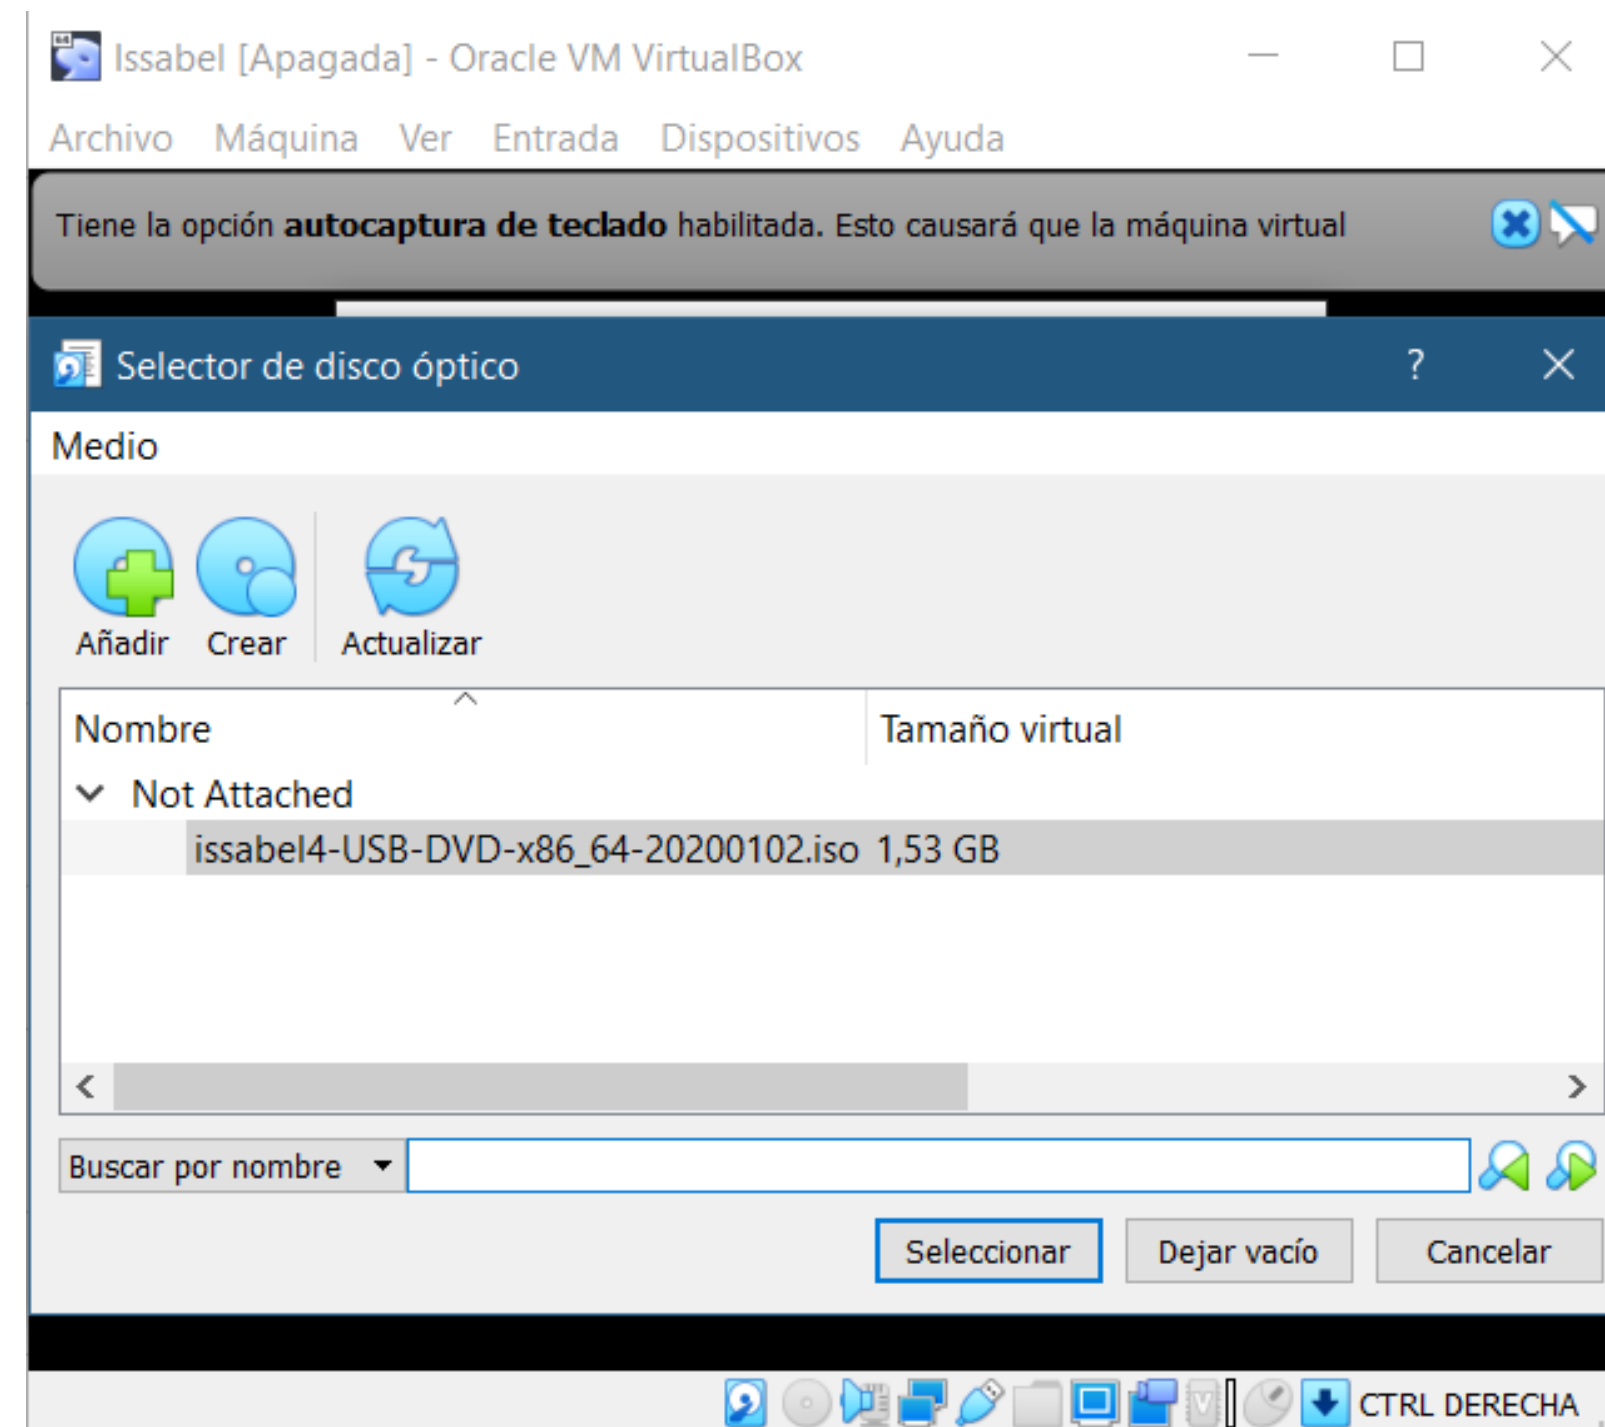 Issabel [Apagada] - Oracle VM VirtualBox
Archivo Máquina Ver Entrada Dispositivos Ayuda
Tiene la opción autocaptura de teclado habilitada. Esto causará que la máquina virtual
Selector de disco óptico ?
Medio
Añadir Crear Actualizar
Nombre Tamaño virtual
Not Attached
issabel4-USB-DVD-x86_64-20200102.iso 1,53 GB
Buscar por nombre
Seleccionar Dejar vacío Cancelar
CTRL DERECHA